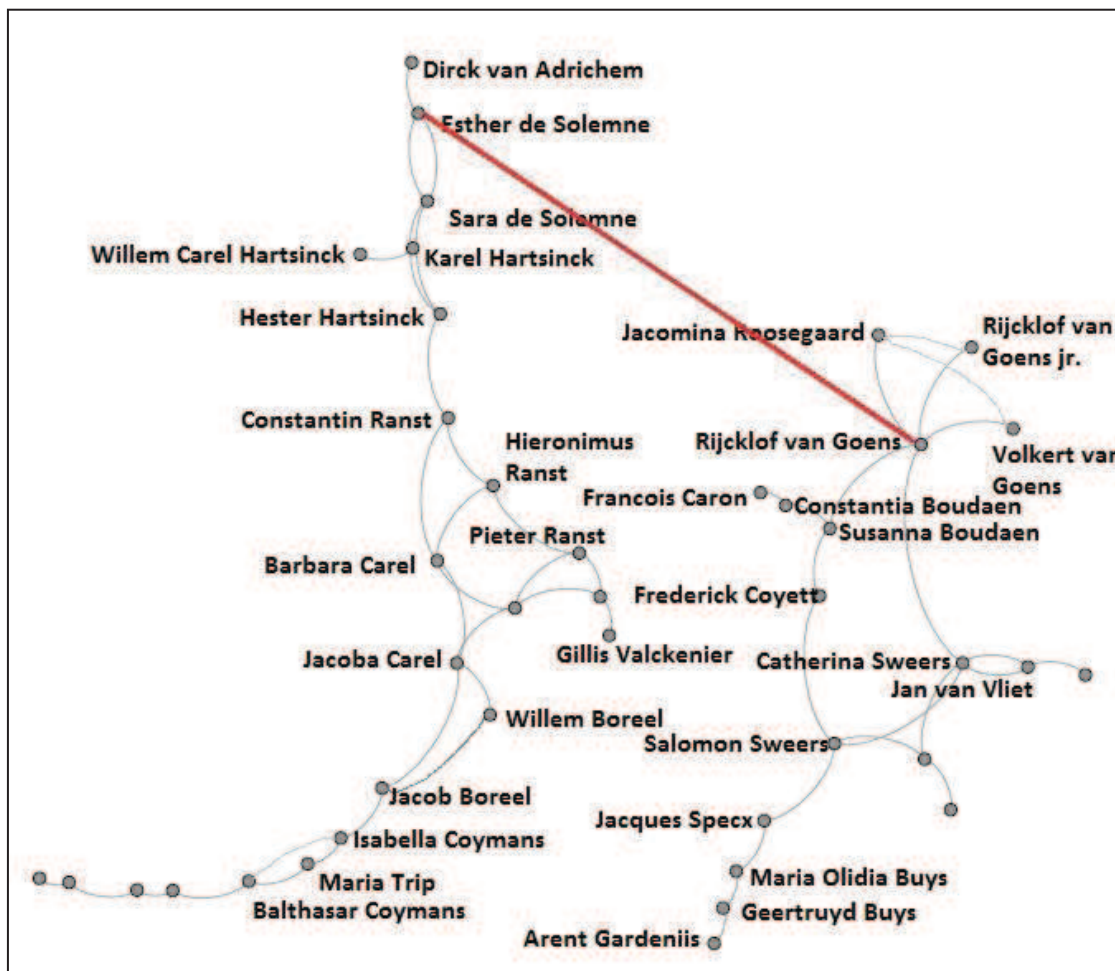 Dirck van Adrichem
Esther de Solemne
Sara de Solemne
Willem Carel Hartsinck
Karel Hartsinck
Hester Hartsinck
Jacomina Roosegaard
Rijcklof van
Goens jr.
Constantin Ranst
Rijcklof van Goens
Hieronimus
Ranst
Volkert van
Goens
Francois Caron
Constantia Boudaen
Susanna Boudaen
Pieter Ranst
Barbara Carel
Frederick Coyett
Gillis Valckenier
Jacoba Carel
Catherina Sweers
Jan van Vliet
Willem Boreel
Salomon Sweers
Jacob Boreel
Jacques Specx
Isabella Coymans
Maria Trip
Balthasar Coymans
Maria Olidia Buys
Geertruyd Buys
Arent Gardeniis